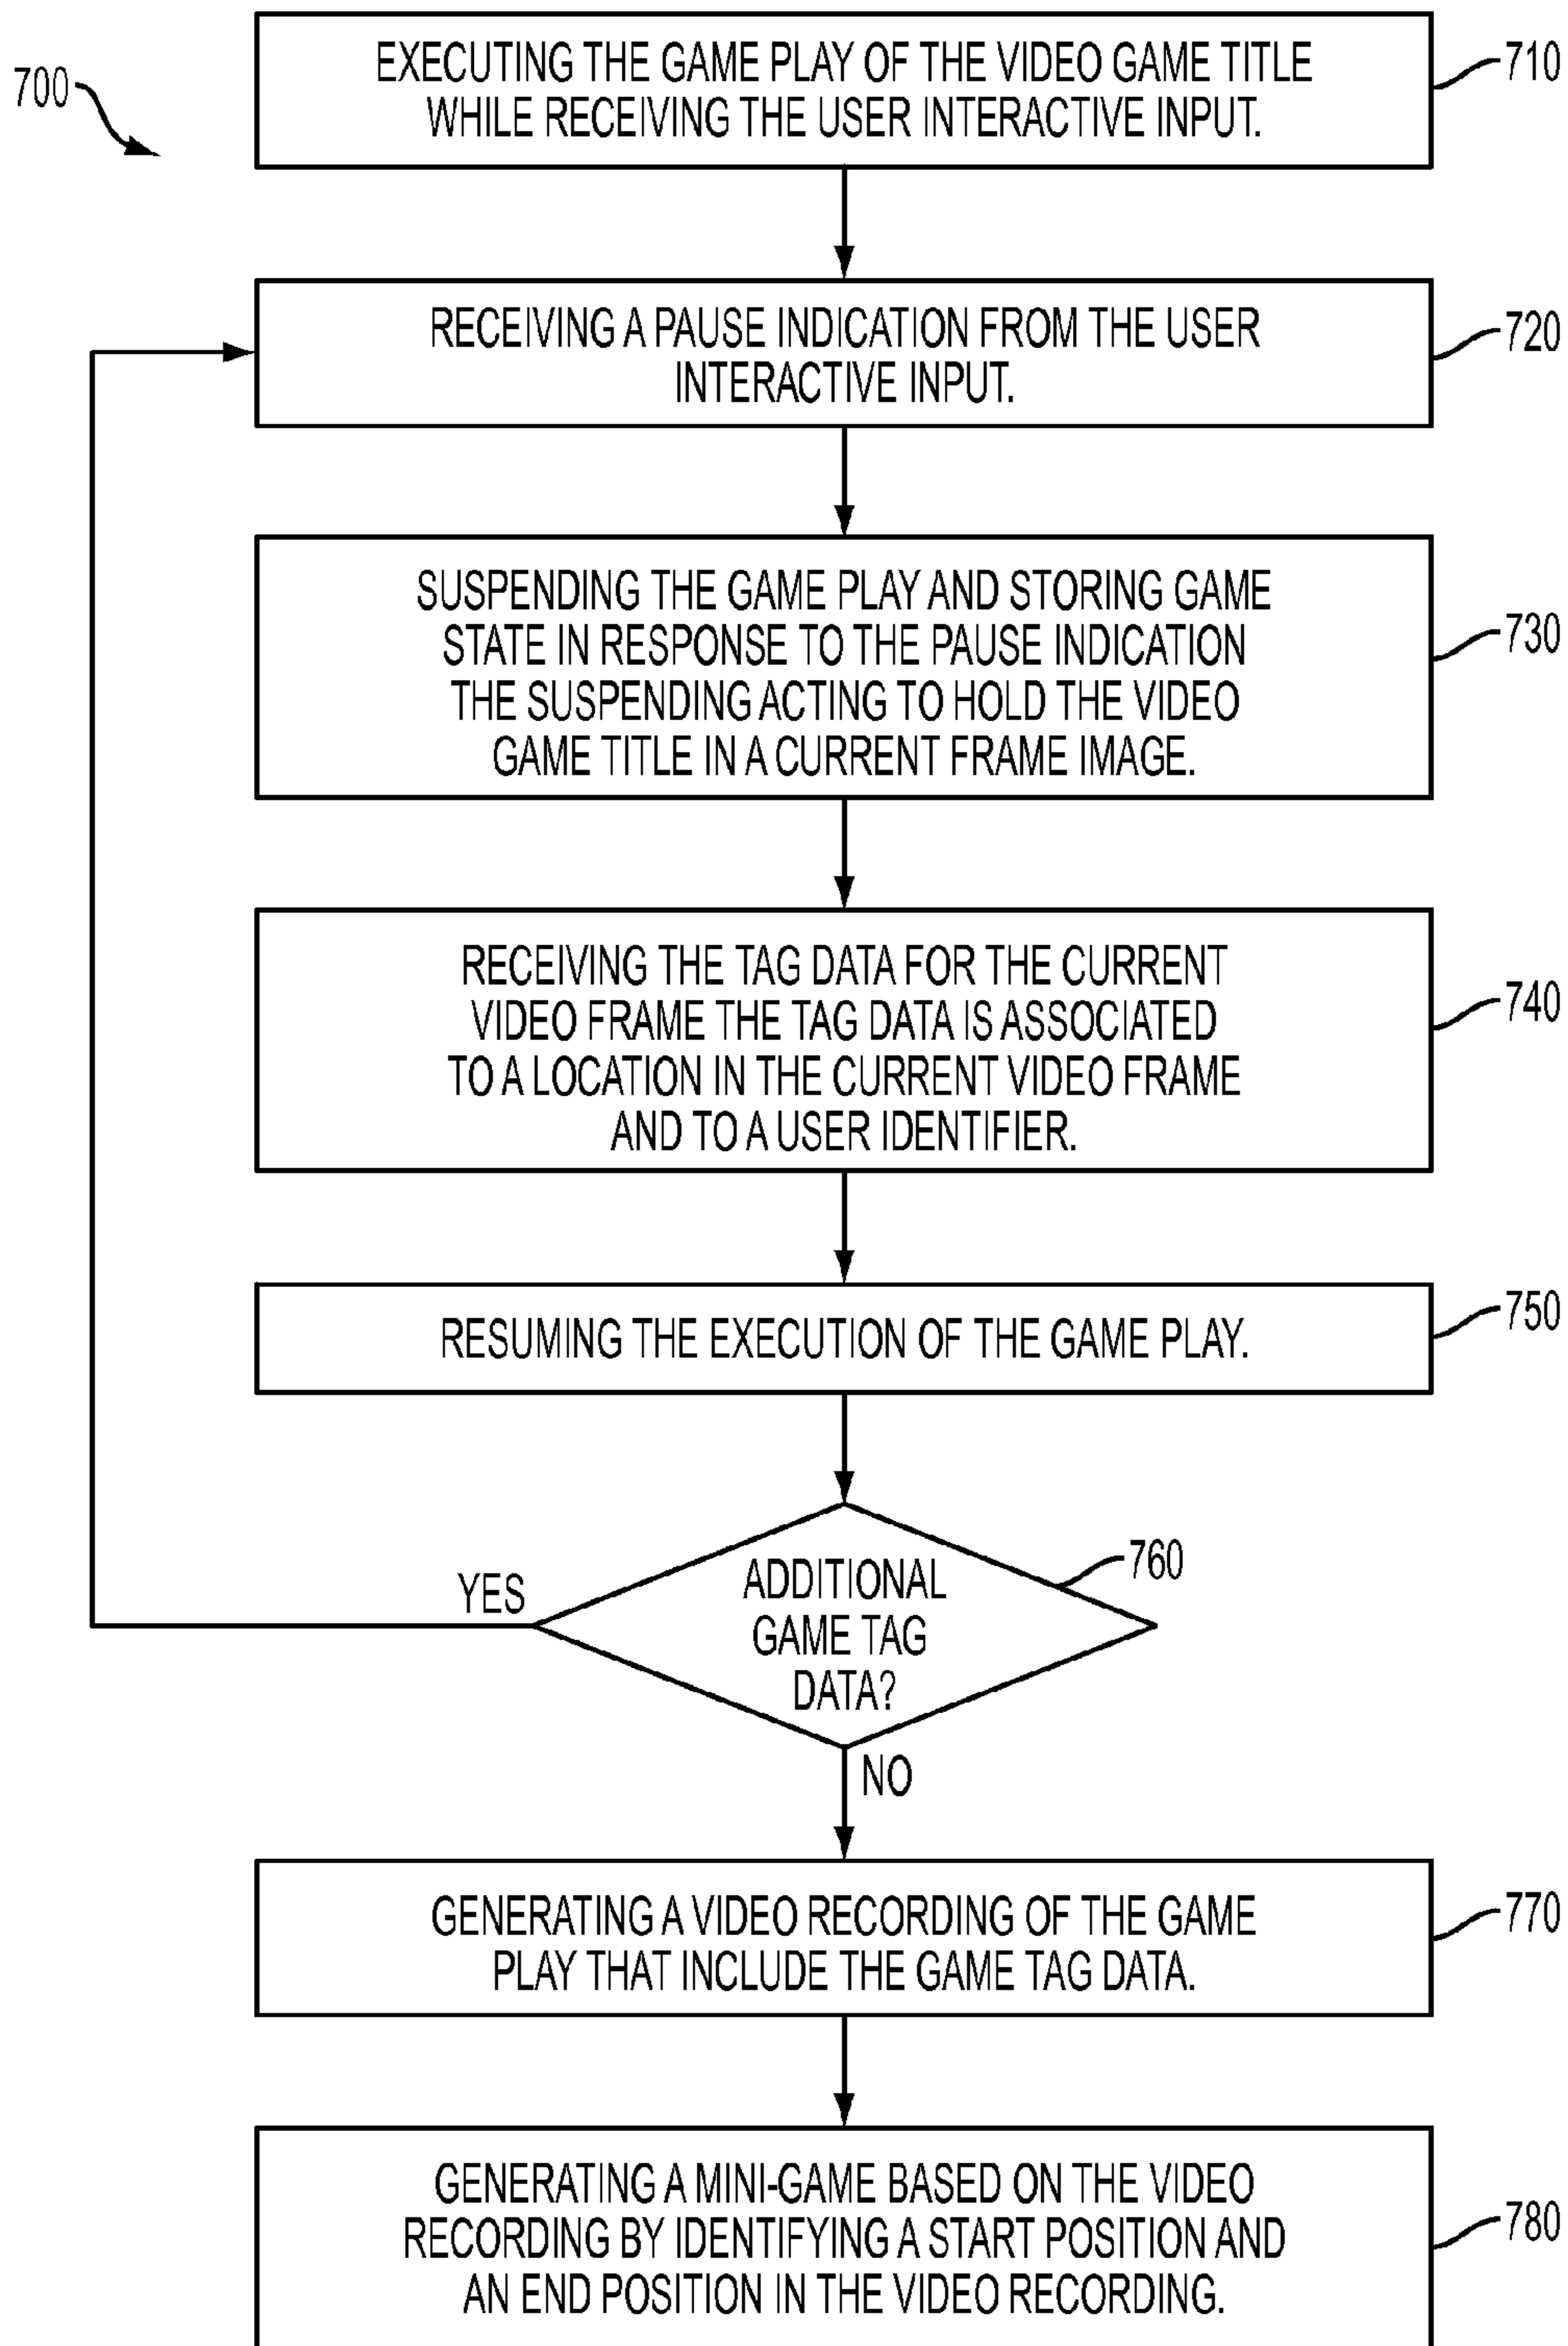 700
EXECUTING THE GAME PLAY OF THE VIDEO GAME TITLE
WHILE RECEIVING THE USER INTERACTIVE INPUT.
710
RECEIVING A PAUSE INDICATION FROM THE USER
INTERACTIVE INPUT.
720
SUSPENDING THE GAME PLAY AND STORING GAME
STATE IN RESPONSE TO THE PAUSE INDICATION
THE SUSPENDING ACTING TO HOLD THE VIDEO
GAME TITLE IN A CURRENT FRAME IMAGE.
730
RECEIVING THE TAG DATA FOR THE CURRENT
VIDEO FRAME THE TAG DATA IS ASSOCIATED
TO A LOCATION IN THE CURRENT VIDEO FRAME
AND TO A USER IDENTIFIER.
740
RESUMING THE EXECUTION OF THE GAME PLAY.
750
ADDITIONAL
GAME TAG
DATA?
760
YES
NO
GENERATING A VIDEO RECORDING OF THE GAME
PLAY THAT INCLUDE THE GAME TAG DATA.
770
GENERATING A MINI-GAME BASED ON THE VIDEO
RECORDING BY IDENTIFYING A START POSITION AND
AN END POSITION IN THE VIDEO RECORDING.
780